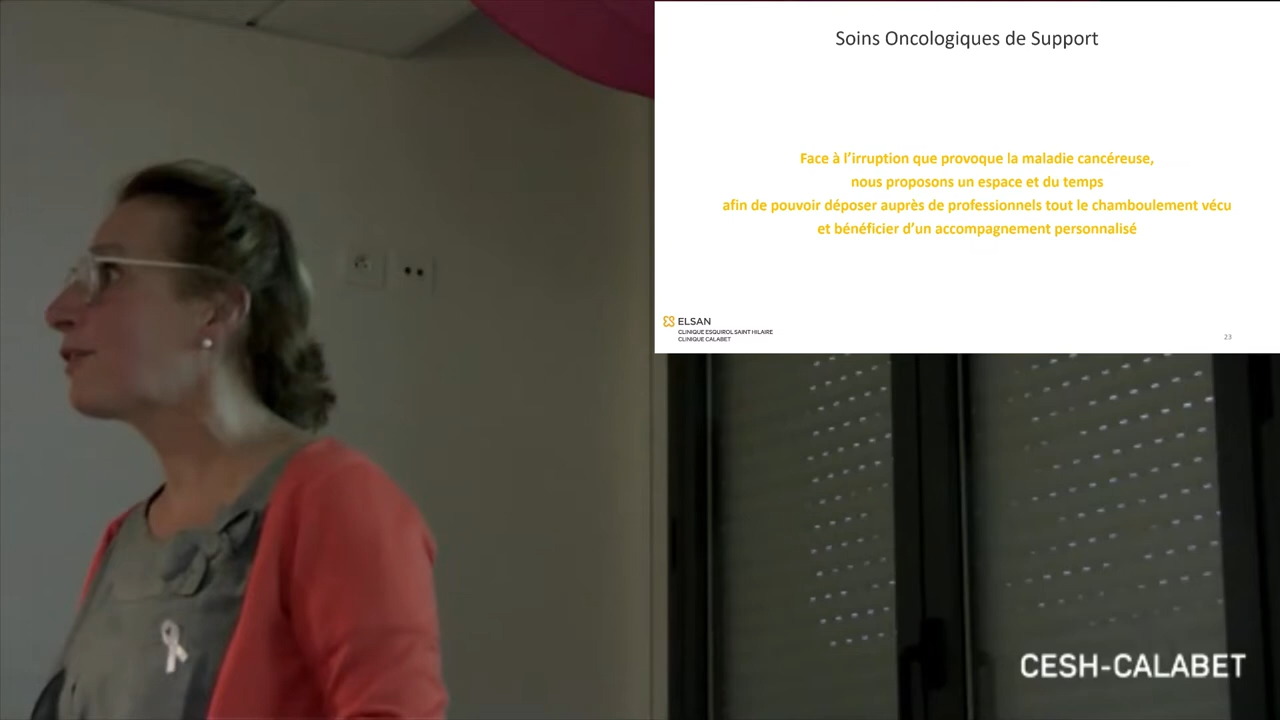 Soins Oncologiques de Support
Face à l’irruption que provoque la maladie cancéreuse,
nous proposons un espace et du temps
afin de pouvoir déposer auprès de professionnels tout le chamboulement vécu
et bénéficier d’un accompagnement personnalisé
ELSAN
CLINIQUE ESQUIROL SAINT HILAIRE
CLINIQUE CALABET
23
CESH-CALABET